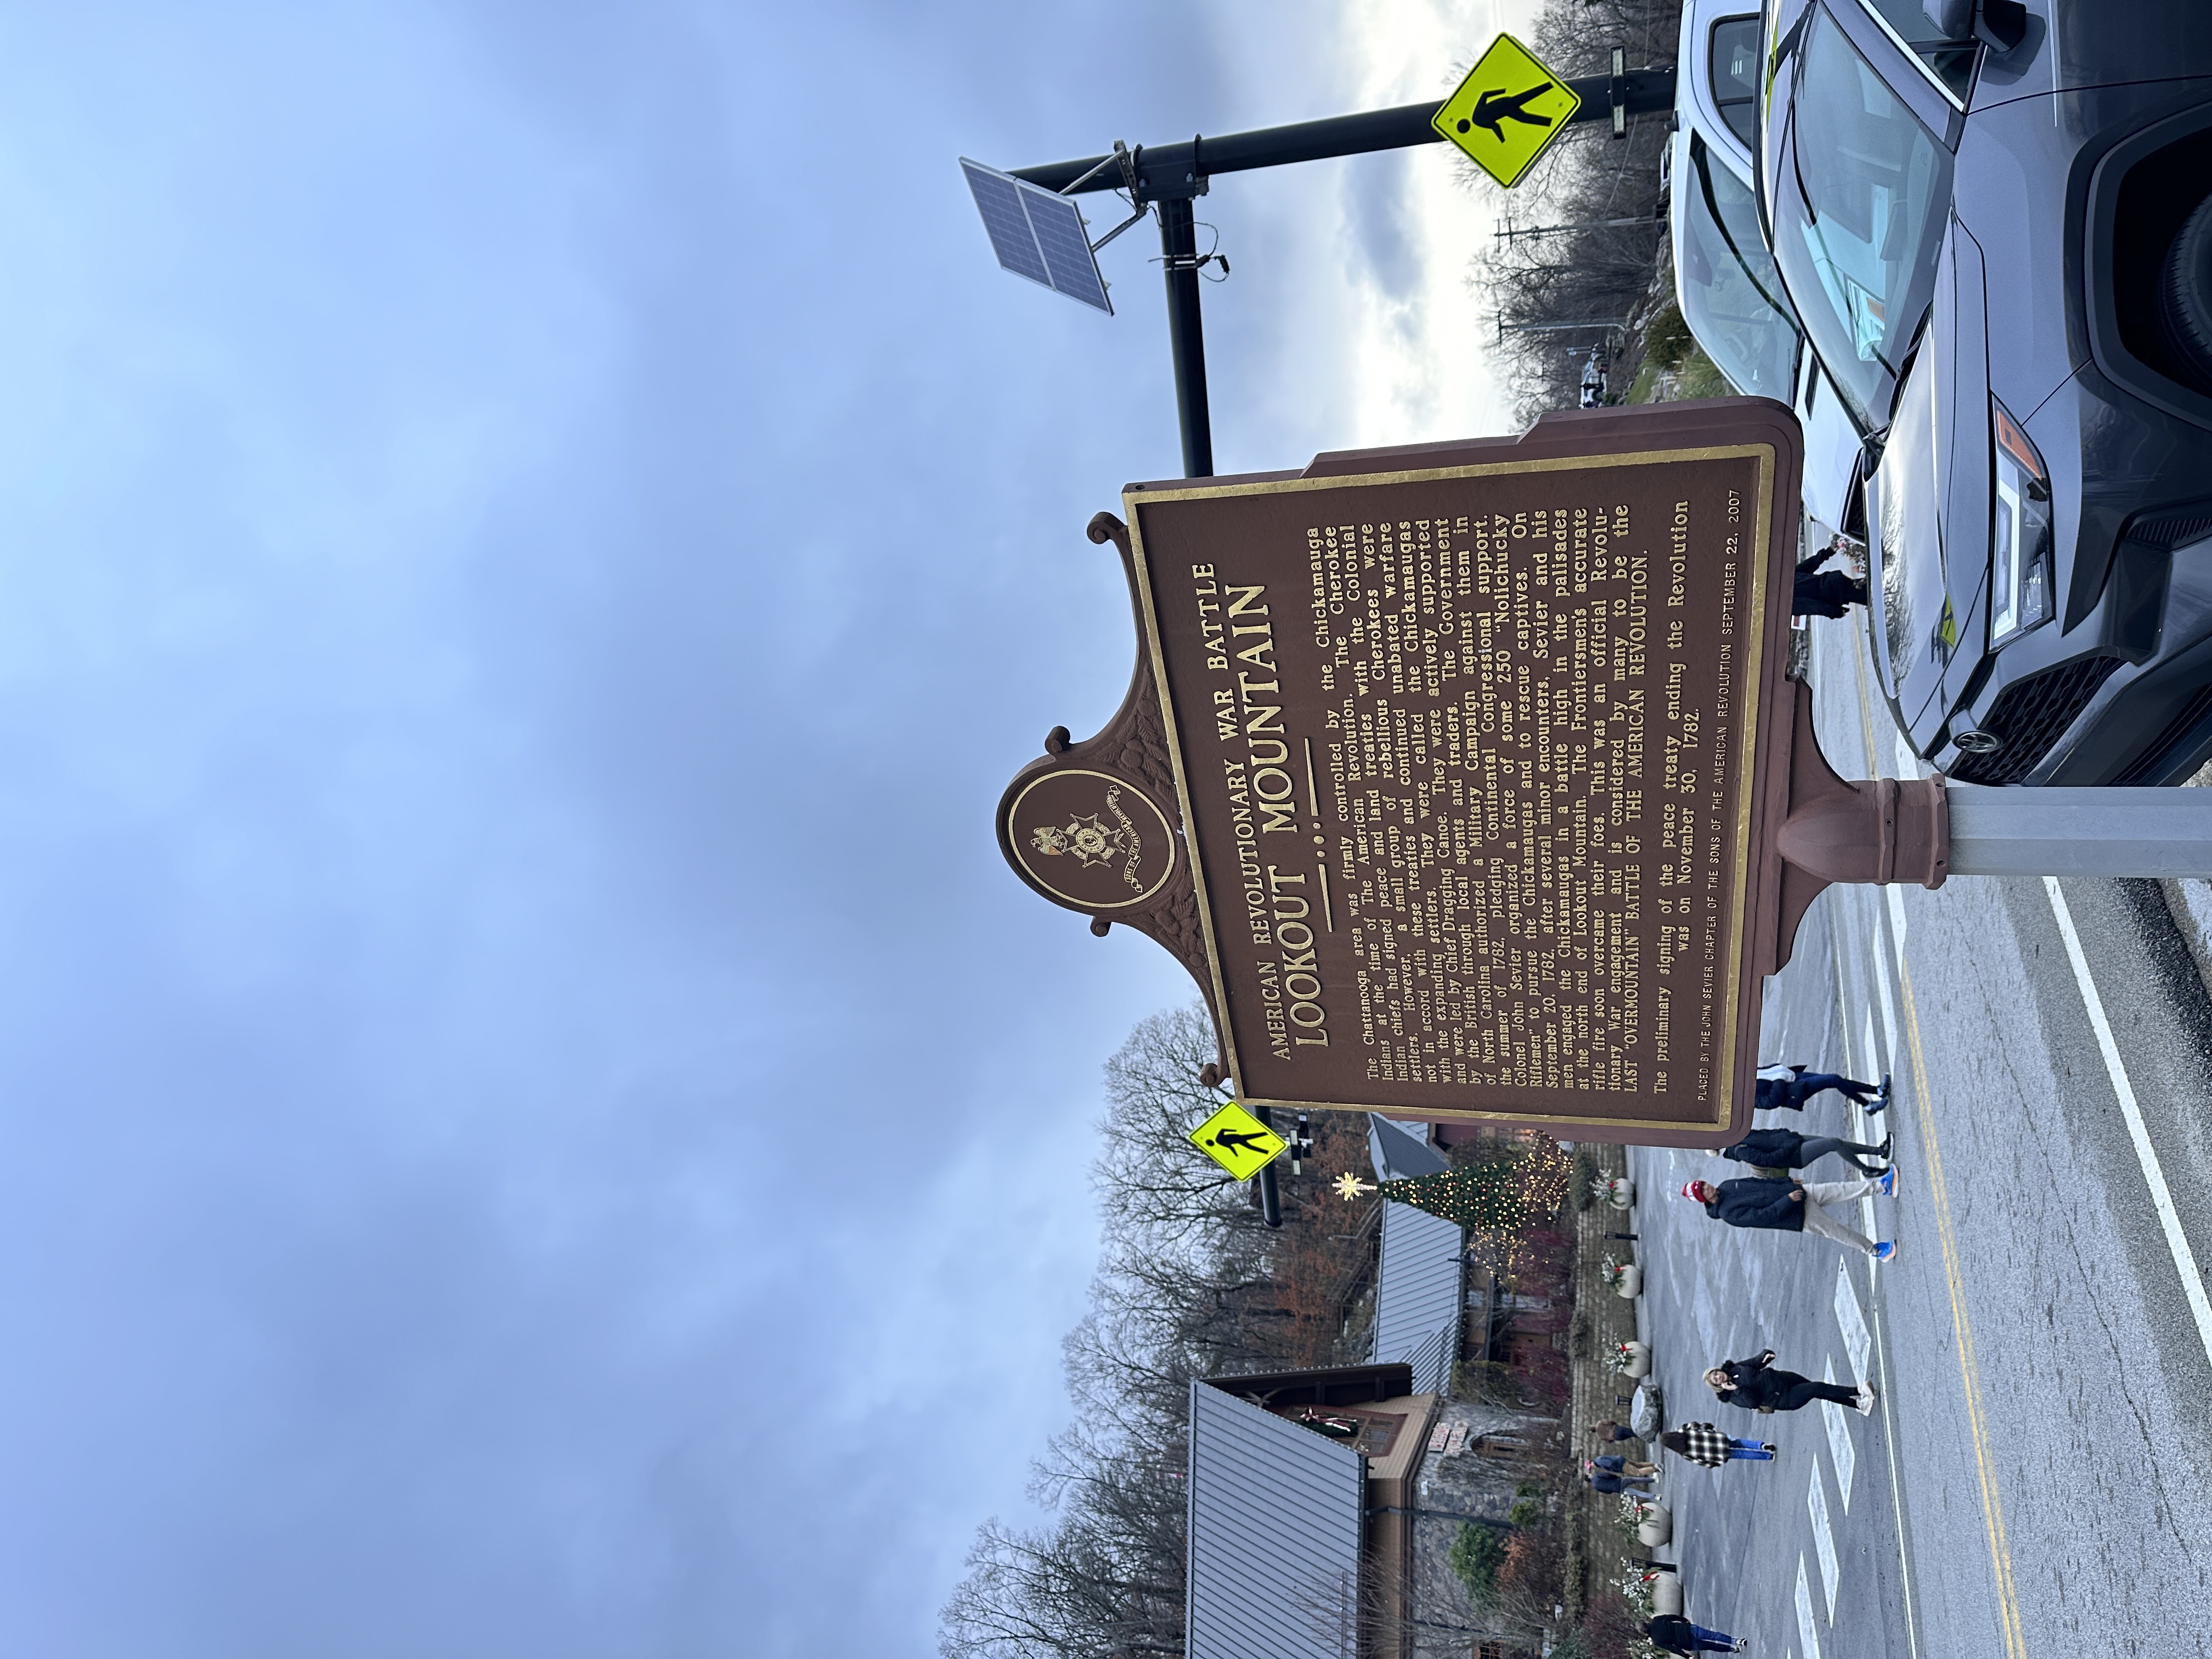 SONS OF THE AMERICAN REVOLUTION
AMERICAN REVOLUTIONARY WAR BATTLE
LOOKOUT MOUNTAIN
The Chattanooga area was firmly controlled by the Chickamauga
Indians at the time of The American Revolution. The Cherokee
Indian chiefs had signed peace and land treaties with the Colonial
settlers. However, a small group of rebellious Cherokees were
not in accord with these treaties and continued unabated warfare
with the expanding settlers. They were called the Chickamaugas
and were led by Chief Dragging Canoe. They were actively supported
by the British through local agents and traders. The Government
of North Carolina authorized a Military Campaign against them in
the summer of 1782, pledging Continental Congressional support.
Colonel John Sevier organized a force of some 250 "Nolichucky
Riflemen" to pursue the Chickamaugas and to rescue captives. On
September 20, 1782, after several minor encounters, Sevier and his
men engaged the Chickamaugas in a battle high in the palisades
at the north end of Lookout Mountain. The Frontiersmen's accurate
rifle fire soon overcame their foes. This was an official Revolu-
tionary War engagement and is considered by many to be the
LAST "OVERMOUNTAIN" BATTLE OF THE AMERICAN REVOLUTION.
The preliminary signing of the peace treaty ending the Revolution
was on November 30, 1782.
PLACED BY THE JOHN SEVIER CHAPTER OF THE SONS OF THE AMERICAN REVOLUTION SEPTEMBER 22, 2007